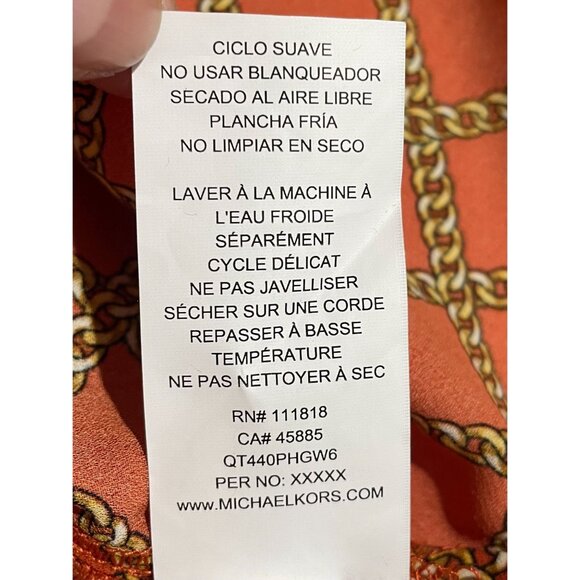 CICLO SUAVE
NO USAR BLANQUEADOR
SECADO AL AIRE LIBRE
PLANCHA FRÍA
NO LIMPIAR EN SECO
LAVER À LA MACHINE À
L'EAU FROIDE
SÉPARÉMENT
CYCLE DÉLICAT
NE PAS JAVELLISER
SÉCHER SUR UNE CORDE
REPASSER À BASSE
TEMPÉRATURE
NE PAS NETTOYER À SEC
RN# 111818
CA# 45885
QT440PHGW6
PER NO: XXXXX
www.MICHAELKORS.COM